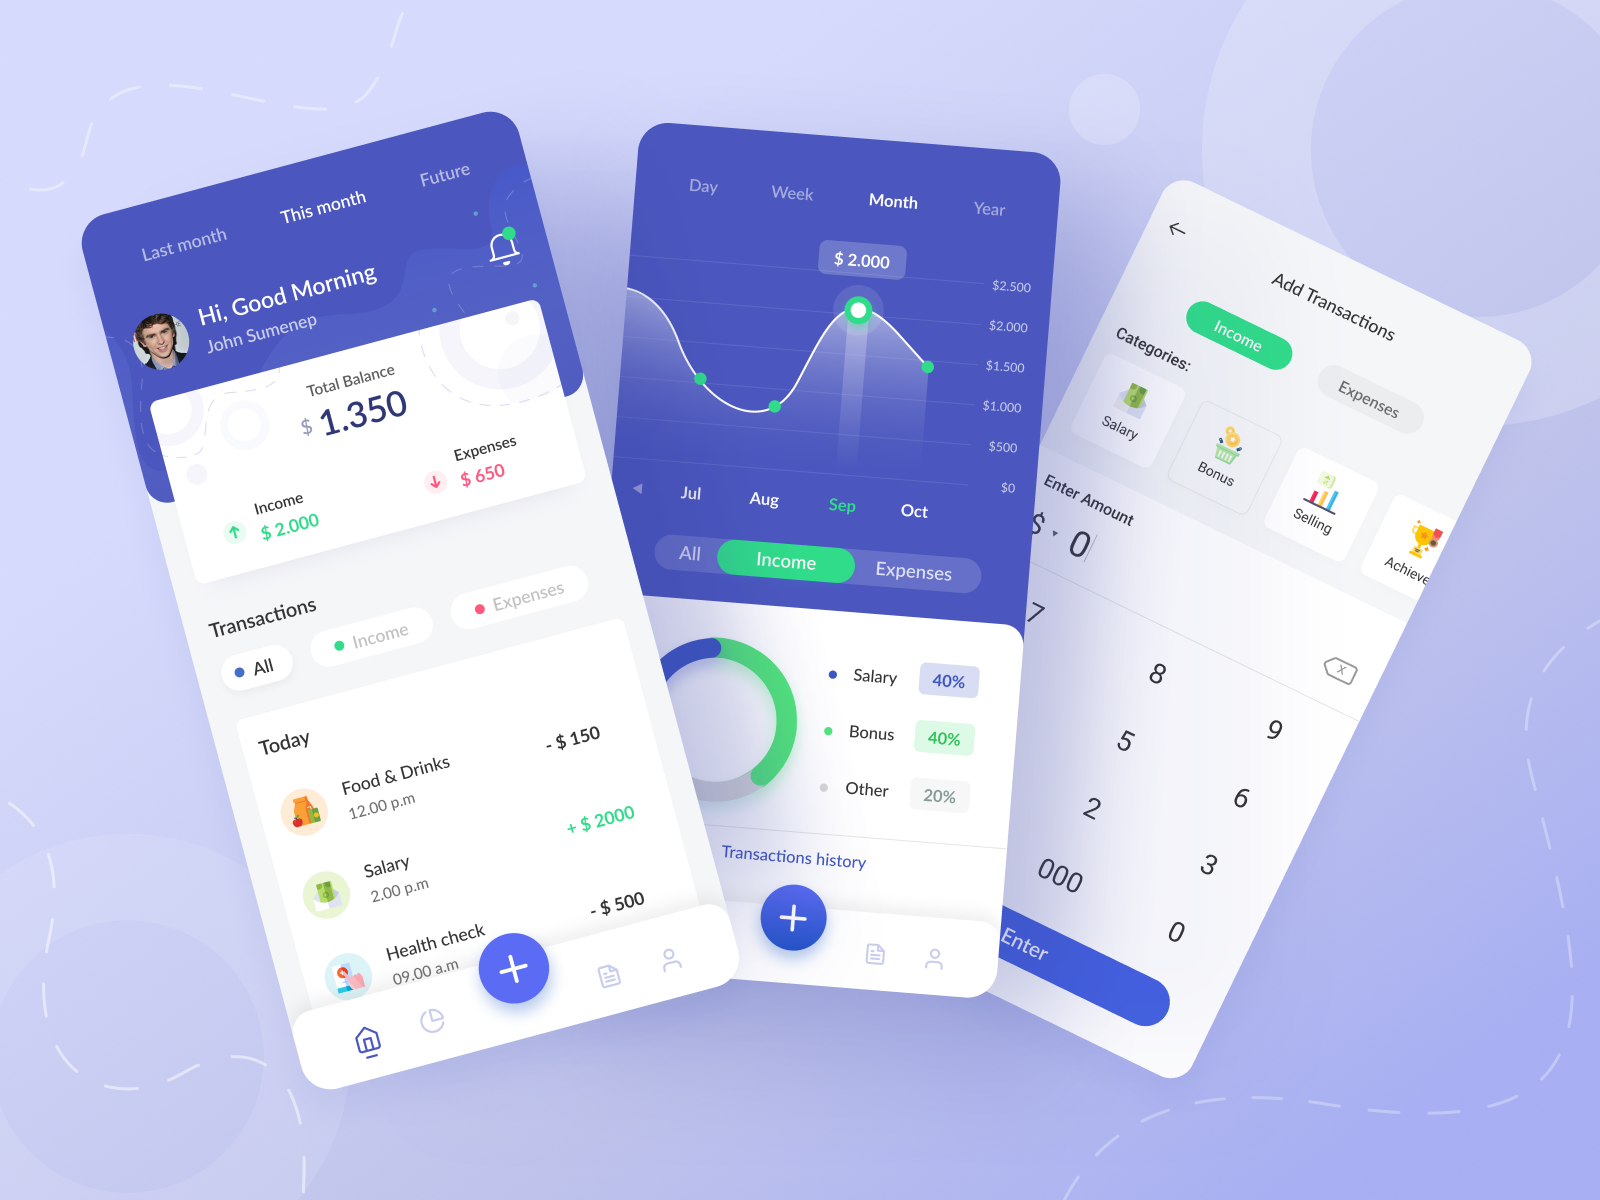 Last month
This month
Future
Hi, Good Morning
John Sumenep
Total Balance
$ 1.350
Income
$ 2.000
Expenses
$ 650
Transactions
All
Income
Expenses
Today
Food & Drinks
12.00 p.m
- $ 150
Salary
2.00 p.m
+ $ 2000
Health check
09.00 a.m
- $ 500
Day
Week
Month
Year
$ 2.000
$2.500
$2.000
$1.500
$1.000
$500
$0
Jul
Aug
Sep
Oct
All
Income
Expenses
Salary
40%
Bonus
40%
Other
20%
Transactions history
Add Transactions
Income
Expenses
Categories:
Salary
Bonus
Selling
Achieve
Enter Amount
$
0
7
8
9
5
6
2
3
000
0
Enter